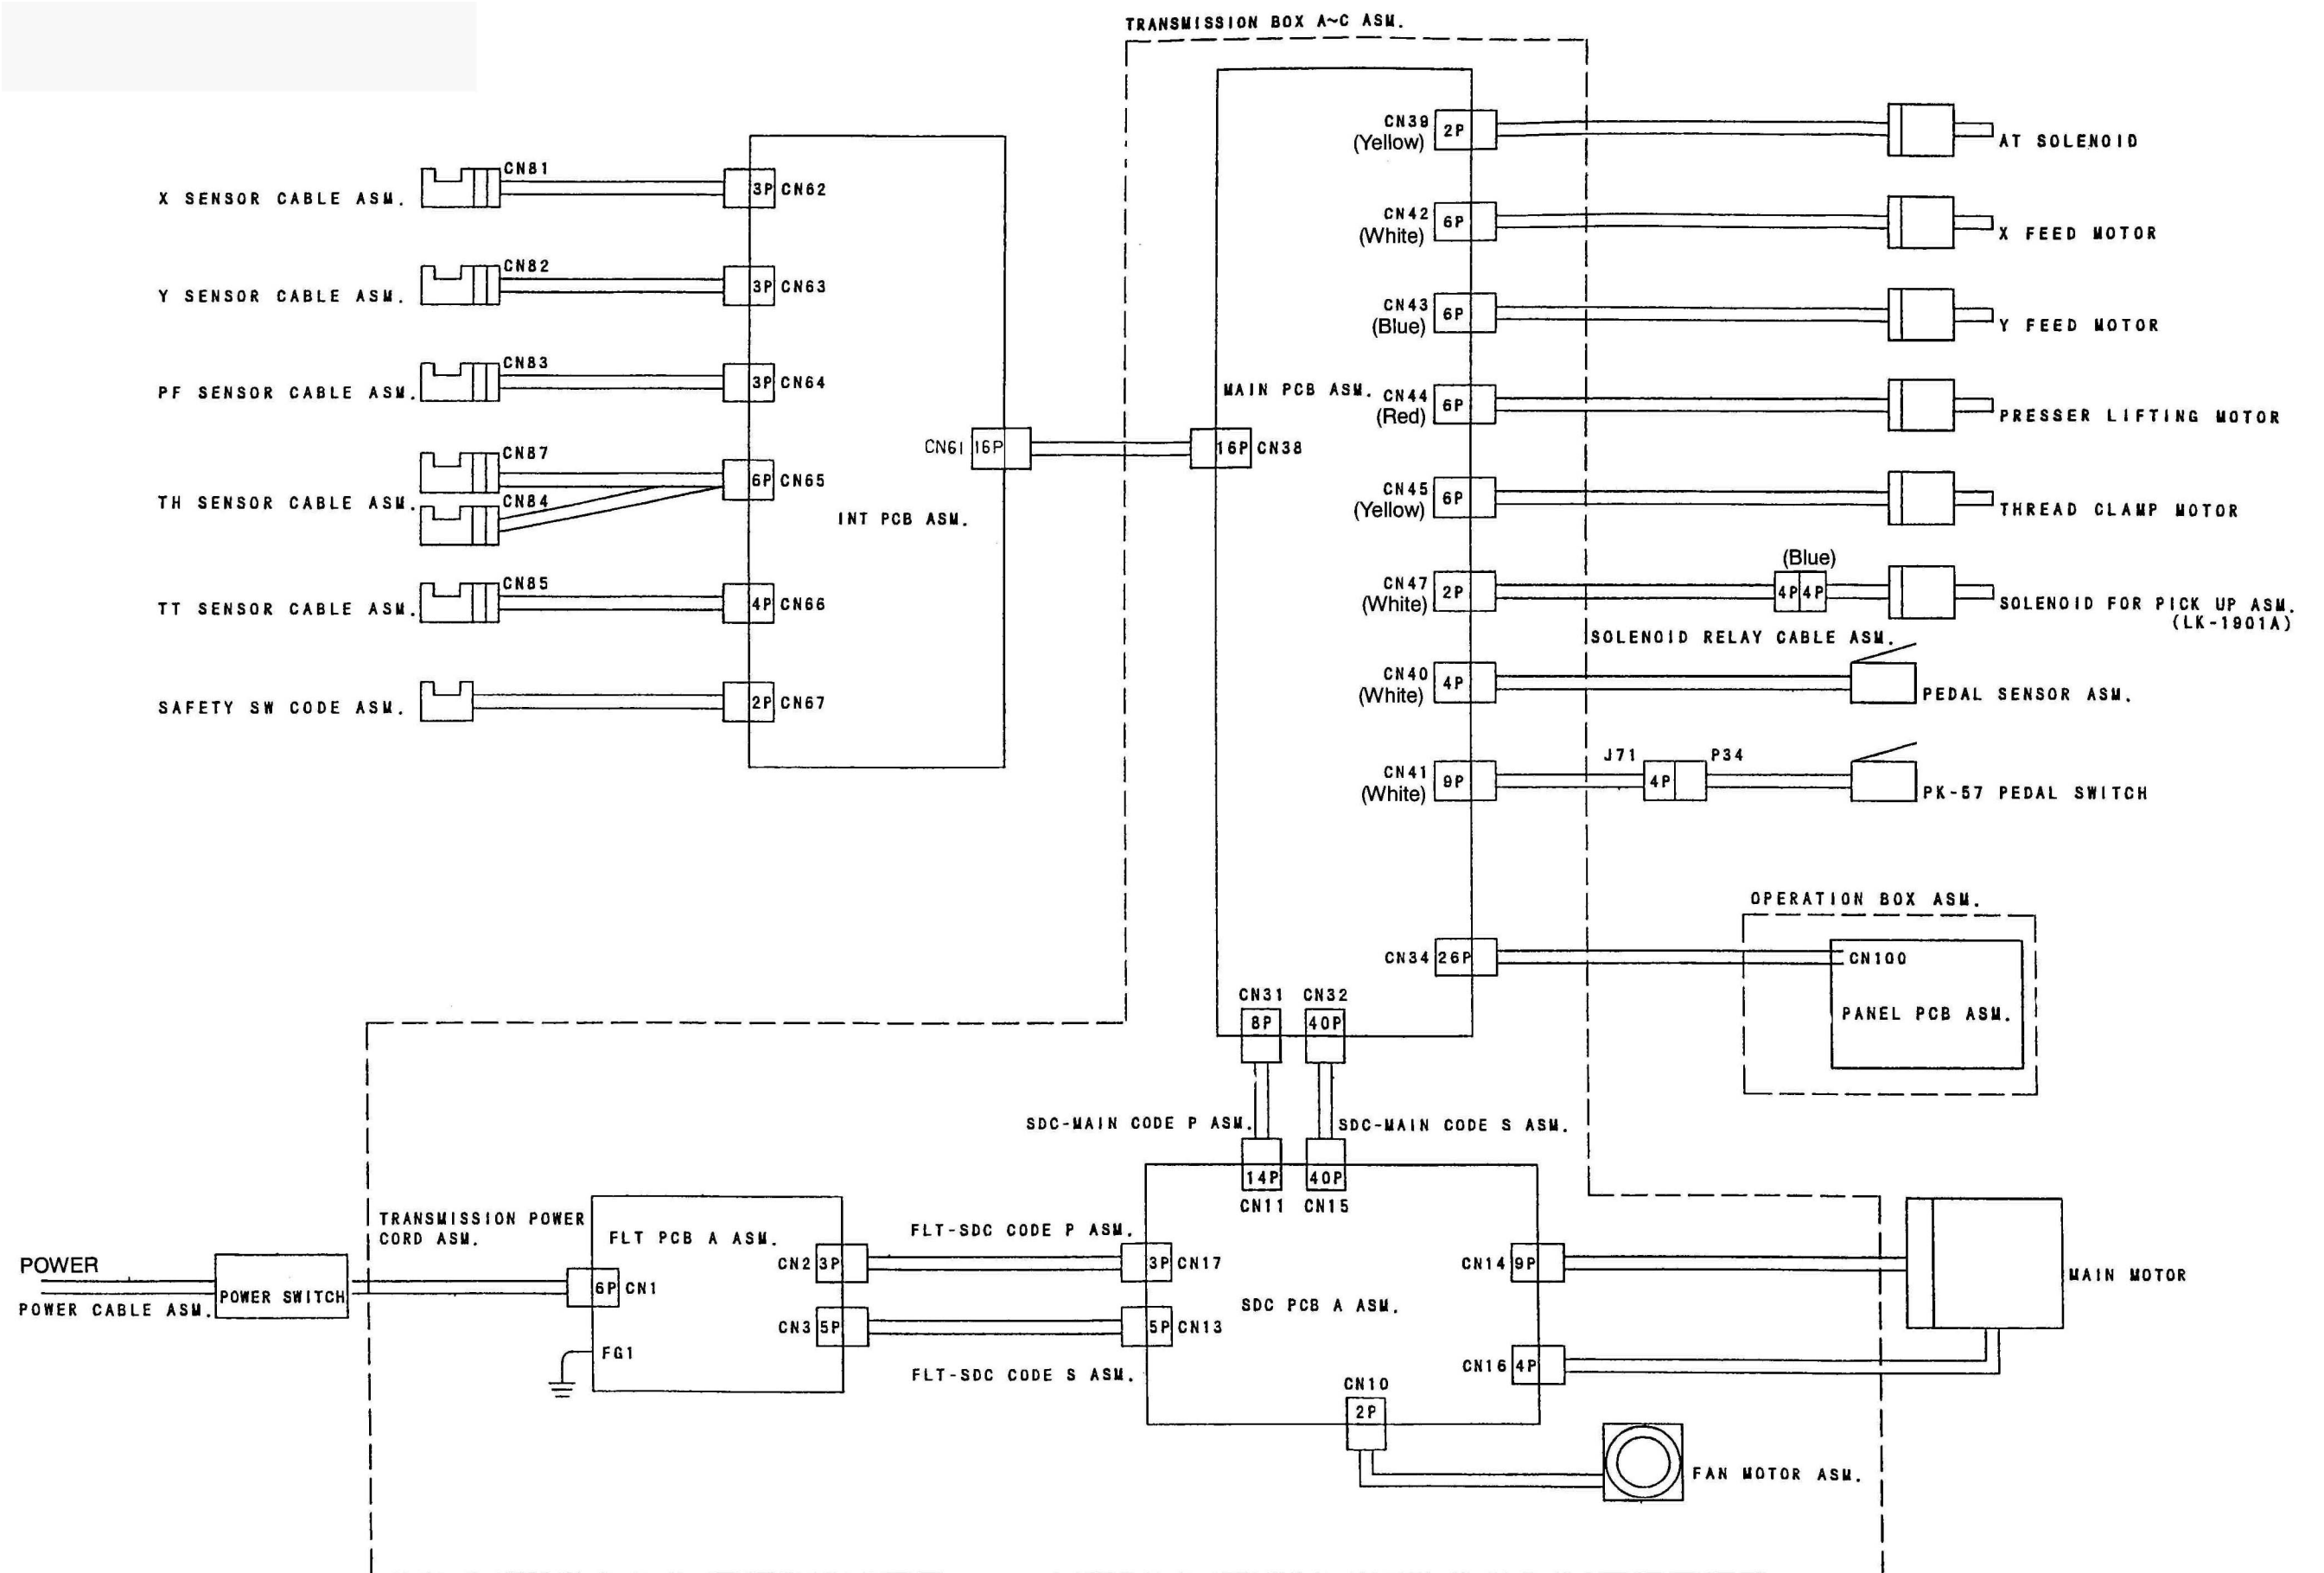 TRANSMISSION BOX A~C ASM.
CN39
(Yellow)
2P
AT SOLENOID
CN42
(White)
6P
X FEED MOTOR
CN43
(Blue)
6P
Y FEED MOTOR
MAIN PCB ASM.
CN44
(Red)
6P
PRESSER LIFTING MOTOR
CN45
(Yellow)
6P
THREAD CLAMP MOTOR
CN47
(White)
2P
(Blue)
4P 4P
SOLENOID FOR PICK UP ASM.
(LK-1901A)
SOLENOID RELAY CABLE ASM.
CN40
(White)
4P
PEDAL SENSOR ASM.
CN41
(White)
9P
J71
4P
P34
PK-57 PEDAL SWITCH
X SENSOR CABLE ASM.
CN81
3P CN62
Y SENSOR CABLE ASM.
CN82
3P CN63
PF SENSOR CABLE ASM.
CN83
3P CN64
TH SENSOR CABLE ASM.
CN87
CN84
6P CN65
INT PCB ASM.
CN61 16P
16P CN38
TT SENSOR CABLE ASM.
CN85
4P CN66
SAFETY SW CODE ASM.
2P CN67
OPERATION BOX ASM.
CN34 26P
CN100
PANEL PCB ASM.
CN31 CN32
8P 40P
SDC-MAIN CODE P ASM.
SDC-MAIN CODE S ASM.
14P 40P
CN11 CN15
POWER
POWER CABLE ASM.
POWER SWITCH
TRANSMISSION POWER
CORD ASM.
6P CN1
FLT PCB A ASM.
FG1
CN2 3P
FLT-SDC CODE P ASM.
3P CN17
CN3 5P
FLT-SDC CODE S ASM.
5P CN13
SDC PCB A ASM.
CN14 9P
MAIN MOTOR
CN16 4P
CN10
2P
FAN MOTOR ASM.